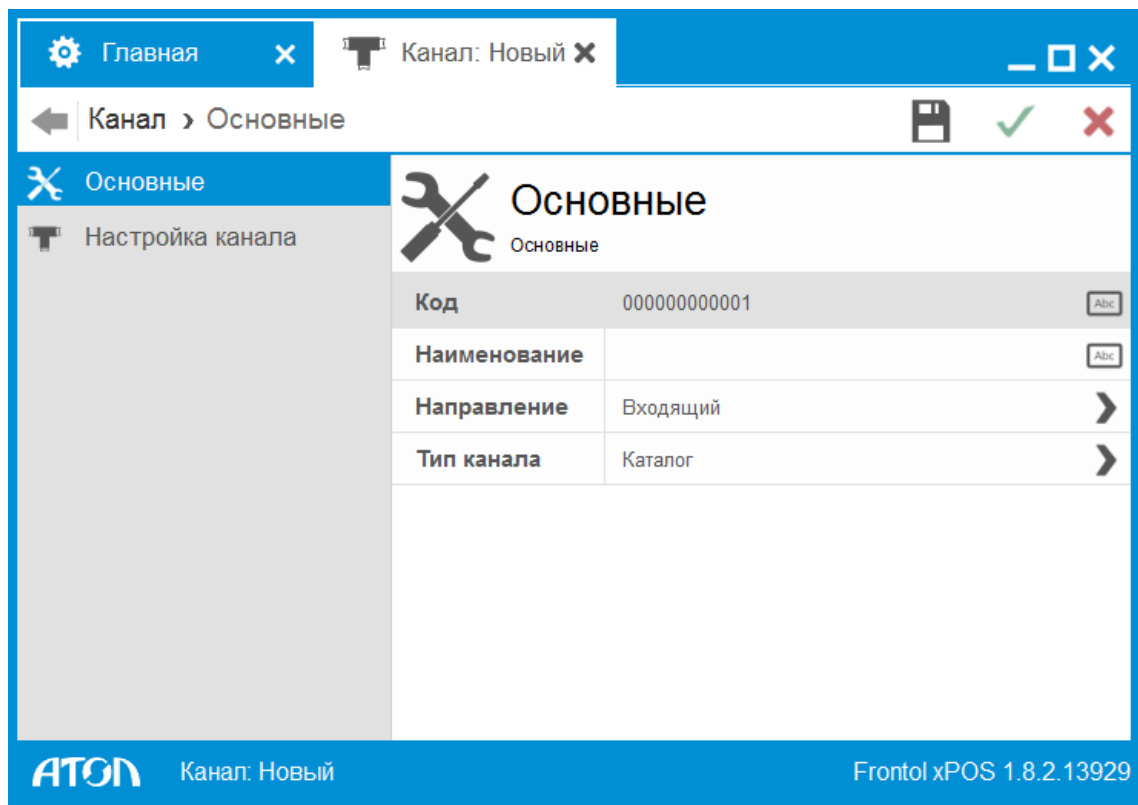 Главная
Канал: Новый
Канал › Основные
Основные
Настройка канала
Основные
Основные
Код 000000000001 Abc
Наименование Abc
Направление Входящий
Тип канала Каталог
ATOL Канал: Новый Frontol xPOS 1.8.2.13929